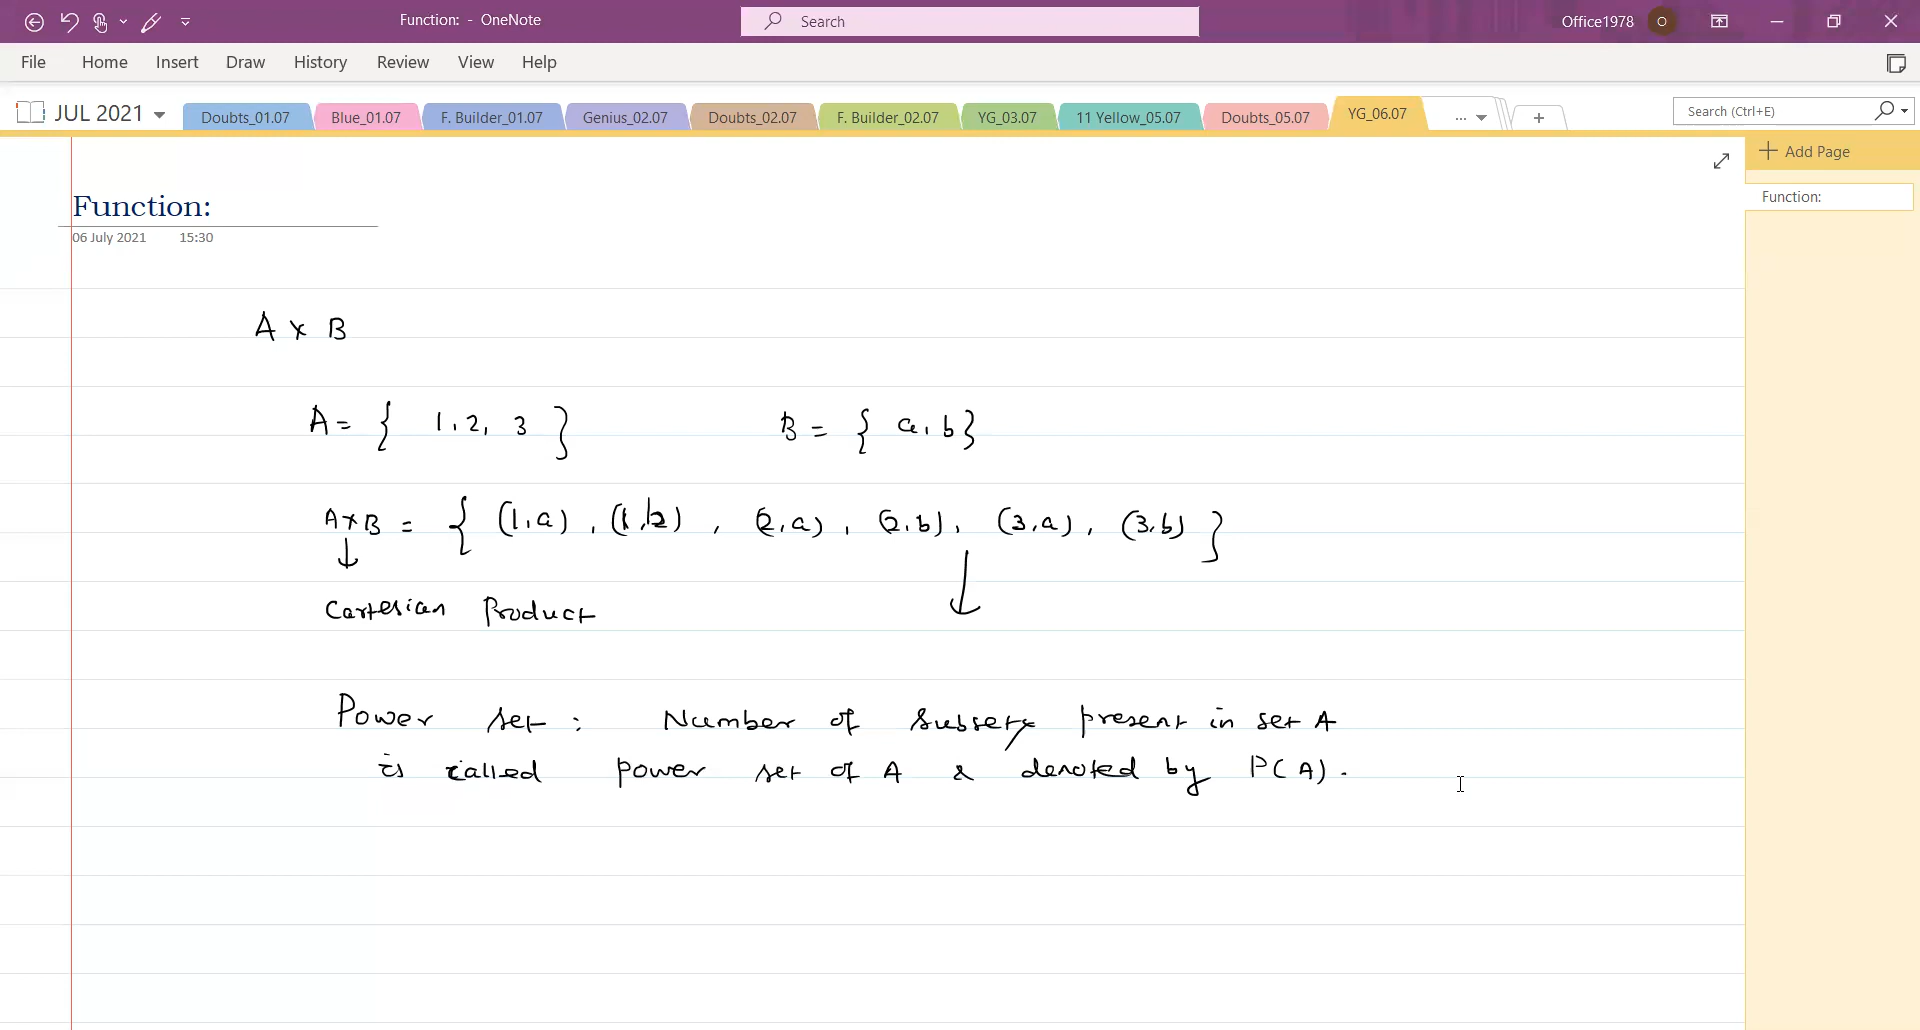 Function: - OneNote
Search
Office1978
O
File Home Insert Draw History Review View Help
JUL 2021
Doubts_01.07 Blue_01.07 F. Builder_01.07 Genius_02.07 Doubts_02.07 F. Builder_02.07 YG_03.07 11 Yellow_05.07 Doubts_05.07 YG_06.07 ... +
Search (Ctrl+E)
Add Page
Function:
Function:
06 July 2021 15:30
A × B
A = { 1, 2, 3 } B = { a, b }
A×B = { (1, a), (1, b), (2, a), (2, b), (3, a), (3, b) }
Cartesian Product
Power set : Number of subsets present in set A
is called power set of A & denoted by P(A).